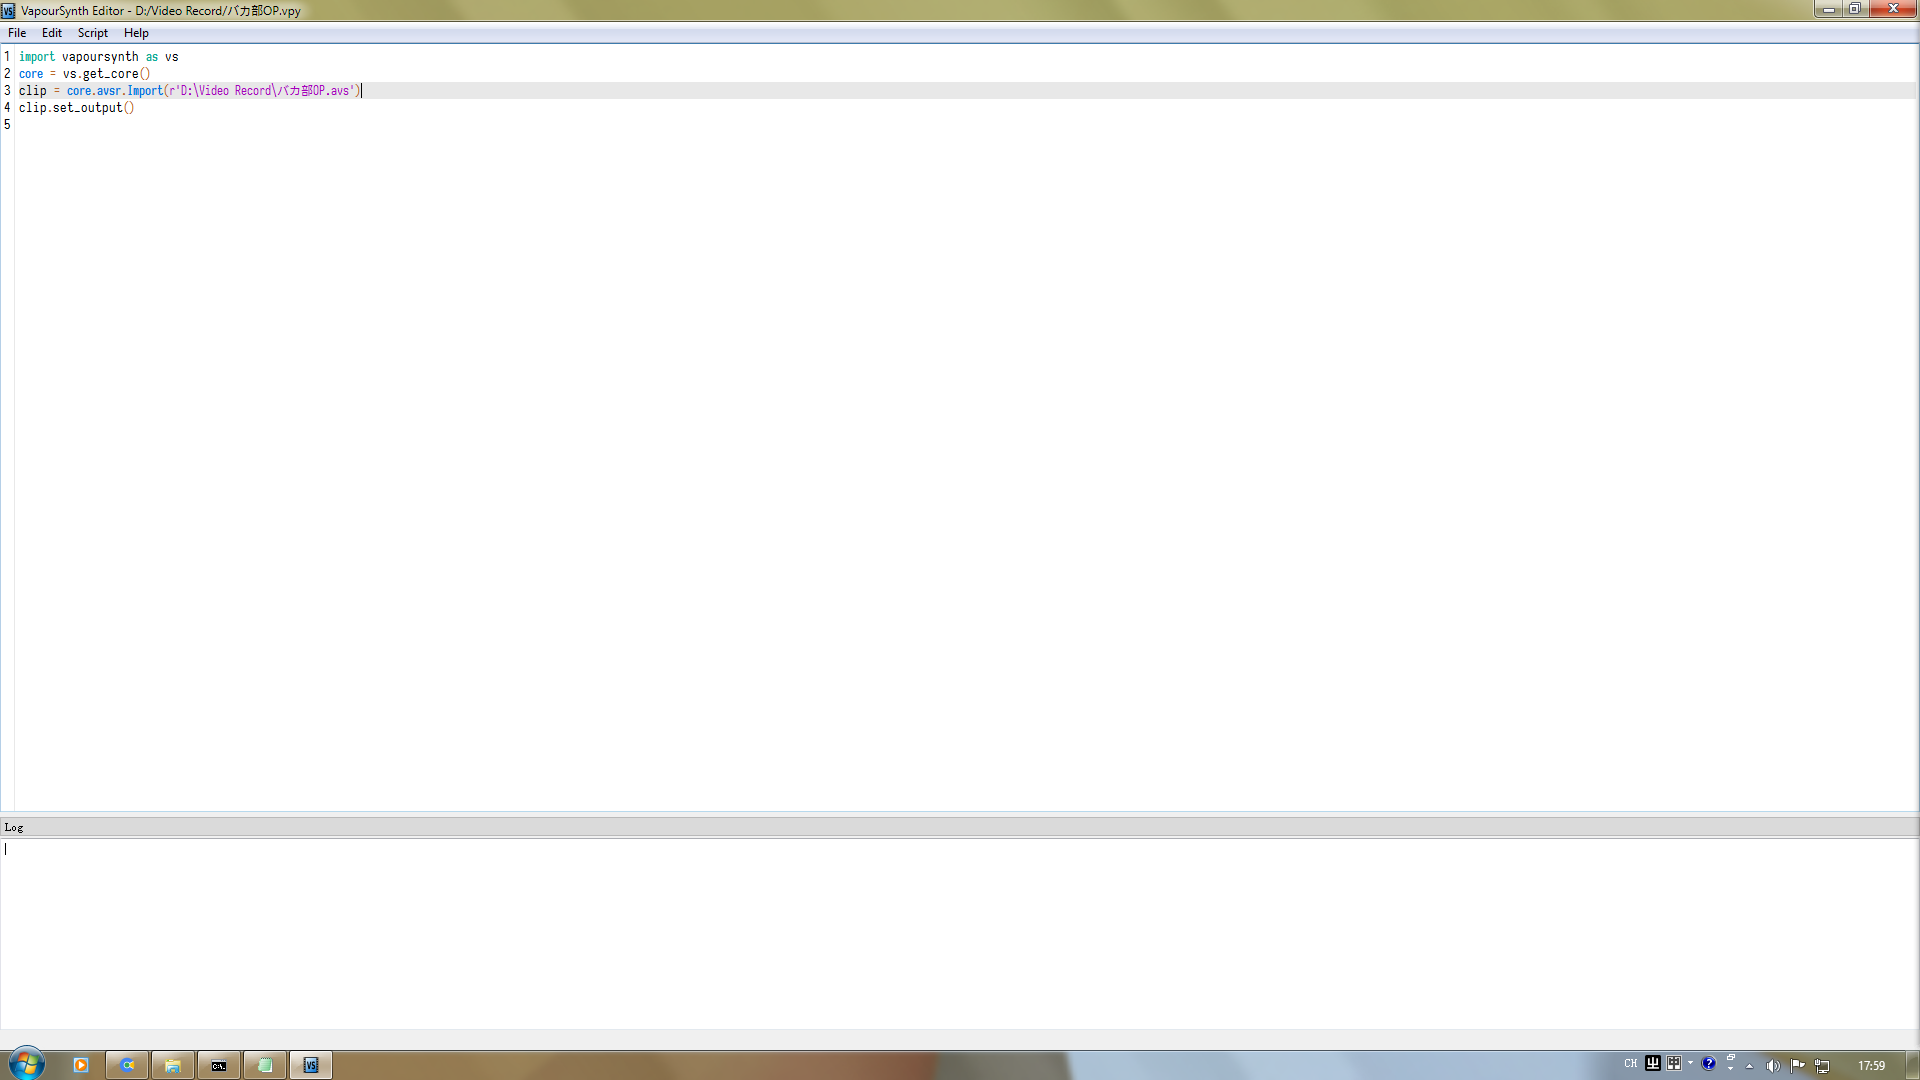 VapourSynth Editor - D:/Video Record/バカ部OP.vpy
File Edit Script Help
1 import vapoursynth as vs
2 core = vs.get_core()
3 clip = core.avsr.Import(r'D:\Video Record\バカ部OP.avs')
4 clip.set_output()
5
Log
CH
17:59